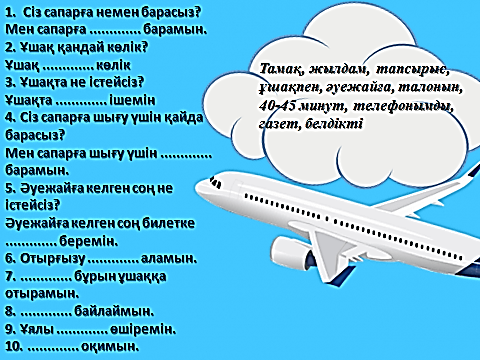 1. Сіз сапарға немен барасыз?
Мен сапарға ............. барамын.
2. Ұшақ қандай көлік?
Ұшақ ............. көлік
3. Ұшақта не істейсіз?
Ұшақта ............. ішемін
4. Сіз сапарға шығу үшін қайда
барасыз?
Мен сапарға шығу үшін .............
барамын.
5. Әуежайға келген соң не
істейсіз?
Әуежайға келген соң билетке
............. беремін.
6. Отырғызу ............. аламын.
7. ............. бұрын ұшаққа
отырамын.
8. ............. байлаймын.
9. Ұялы ............. өшіремін.
10. ............. оқимын.
Тамақ, жылдам, тапсырыс,
ұшақпен, әуежайға, талонын,
40-45 минут, телефонымды,
газет, белдікті